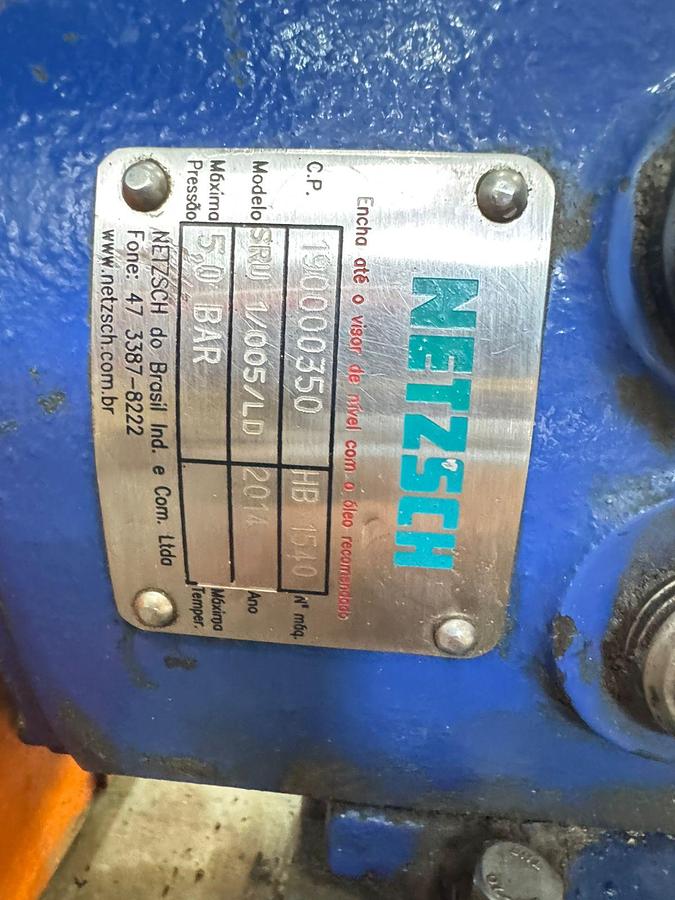 NETZSCH
Encha até o visor de nível com o óleo recomendado
C.P. 190000350 HB 1540 Nº máq.
Modelo SRU 1/005/LD 2014 Ano
Máxima Pressão 5,0 BAR Máxima Temper.
NETZSCH do Brasil Ind. e Com. Ltda
Fone: 47 3387-8222
www.netzsch.com.br